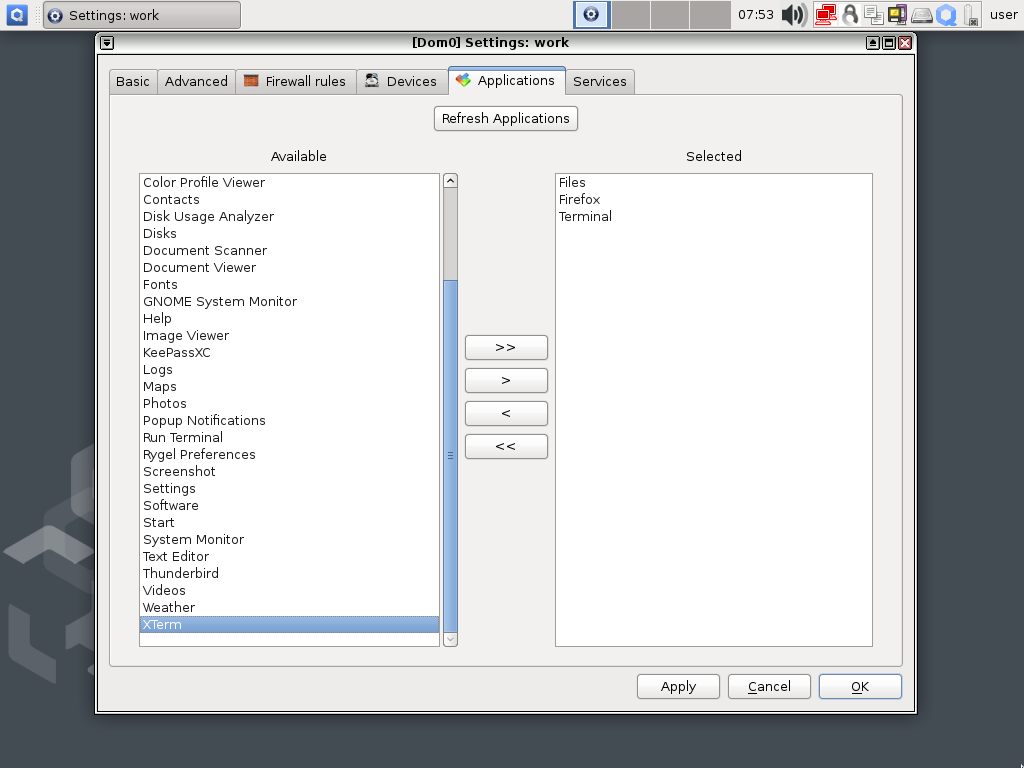 Settings: work
07:53
user
[Dom0] Settings: work
Basic
Advanced
Firewall rules
Devices
Applications
Services
Refresh Applications
Available
Selected
Color Profile Viewer
Contacts
Disk Usage Analyzer
Disks
Document Scanner
Document Viewer
Fonts
GNOME System Monitor
Help
Image Viewer
KeePassXC
Logs
Maps
Photos
Popup Notifications
Run Terminal
Rygel Preferences
Screenshot
Settings
Software
Start
System Monitor
Text Editor
Thunderbird
Videos
Weather
XTerm
>>
>
<
<<
Files
Firefox
Terminal
Apply
Cancel
OK